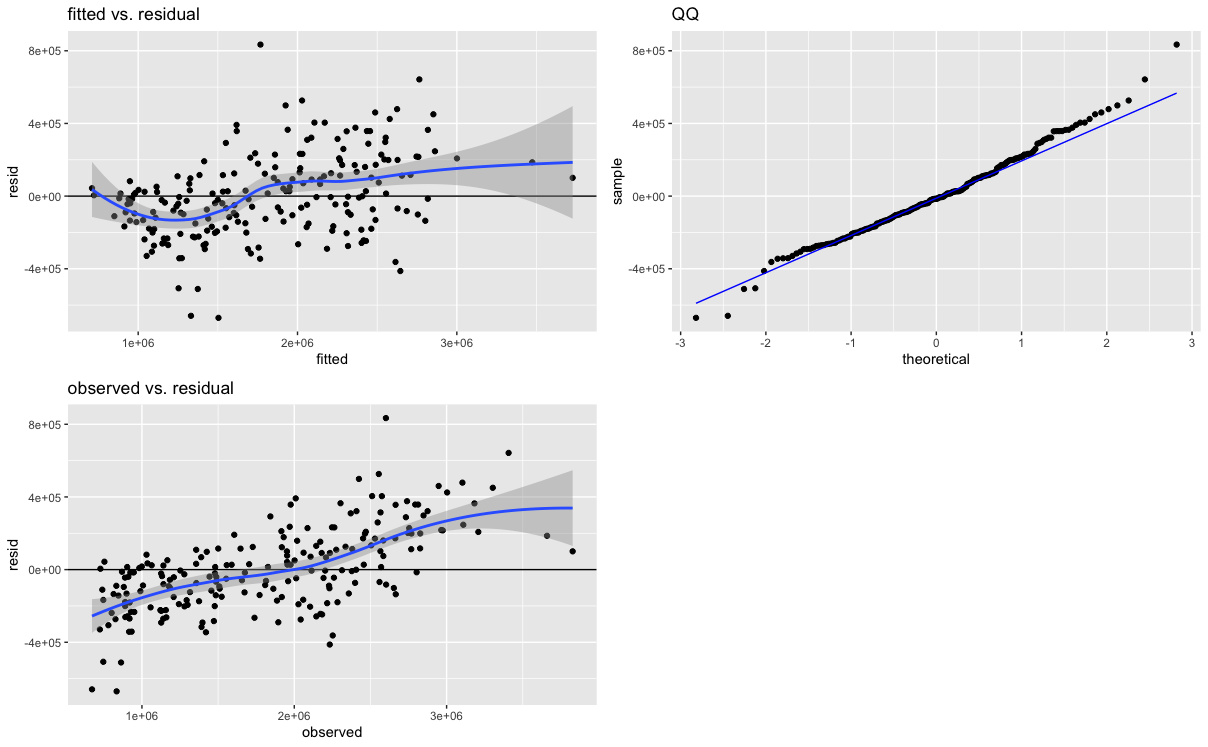 fitted vs. residual
8e+05
4e+05
0e+00
-4e+05
resid
1e+06 2e+06 3e+06
fitted
QQ
8e+05
4e+05
0e+00
-4e+05
sample
-3 -2 -1 0 1 2 3
theoretical
observed vs. residual
8e+05
4e+05
0e+00
-4e+05
resid
1e+06 2e+06 3e+06
observed